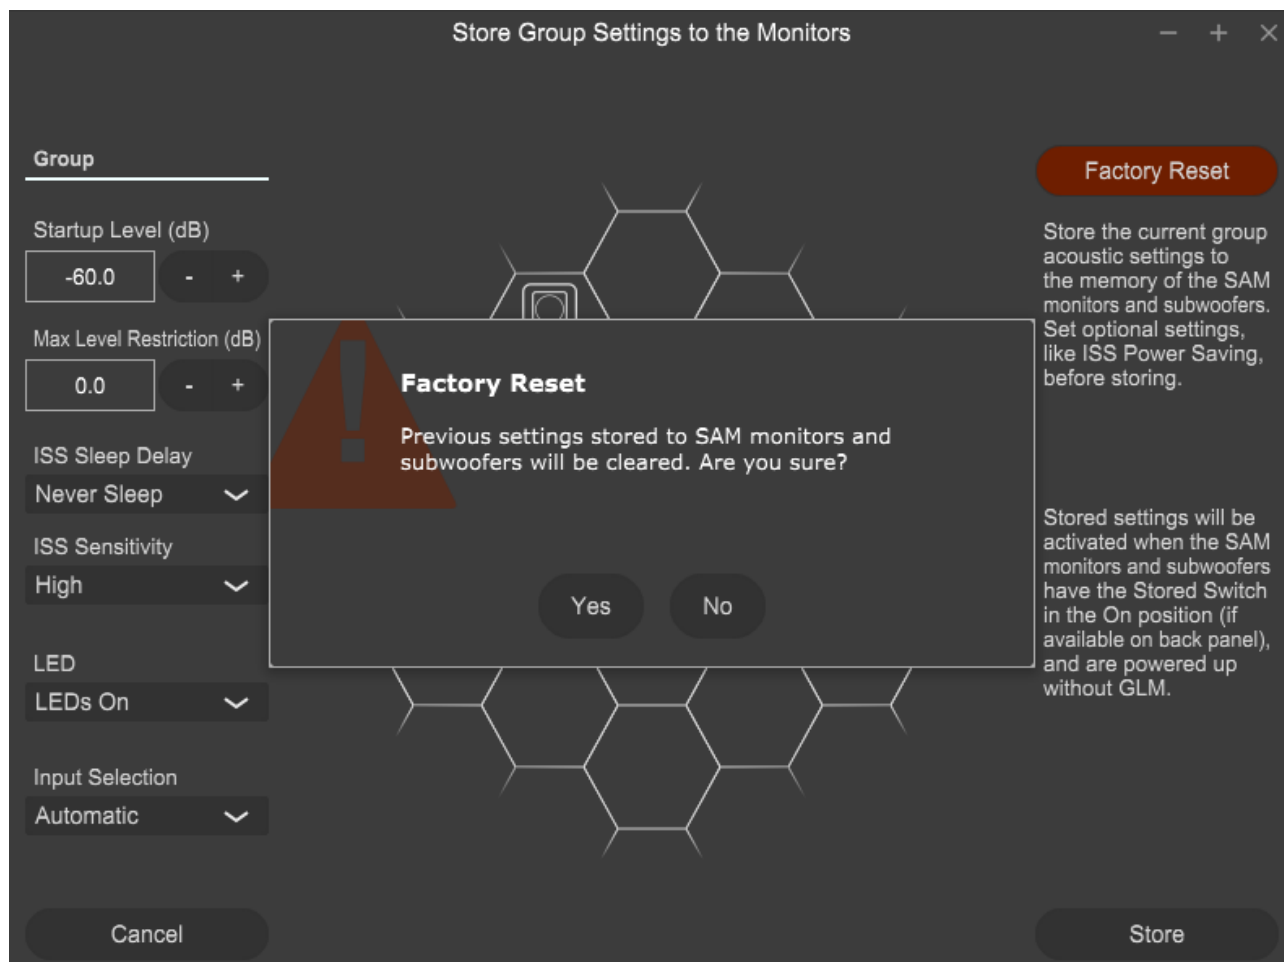 Store Group Settings to the Monitors
Group
Startup Level (dB)
-60.0 - +
Max Level Restriction (dB)
0.0 - +
ISS Sleep Delay
Never Sleep
ISS Sensitivity
High
LED
LEDs On
Input Selection
Automatic
Cancel
Factory Reset
Previous settings stored to SAM monitors and
subwoofers will be cleared. Are you sure?
Yes No
Factory Reset
Store the current group
acoustic settings to
the memory of the SAM
monitors and subwoofers.
Set optional settings,
like ISS Power Saving,
before storing.
Stored settings will be
activated when the SAM
monitors and subwoofers
have the Stored Switch
in the On position (if
available on back panel),
and are powered up
without GLM.
Store